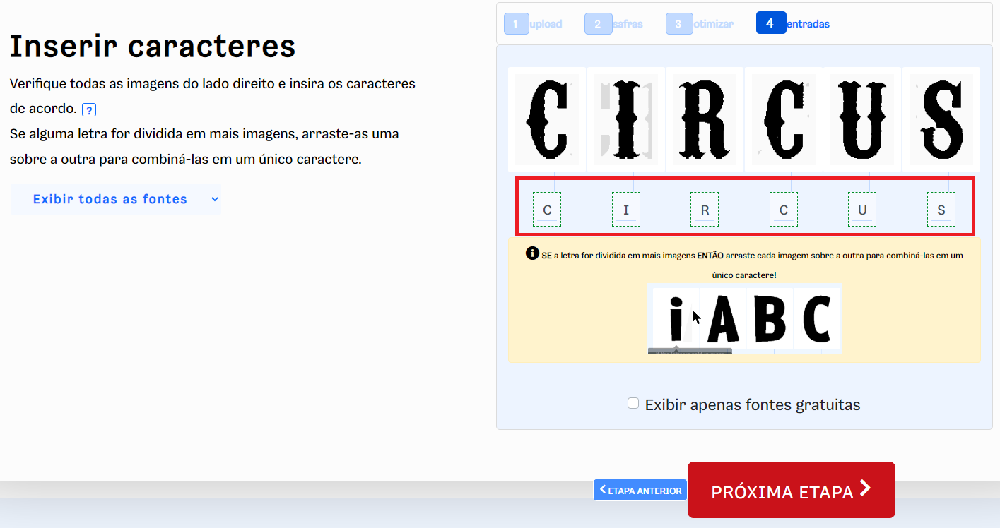 Inserir caracteres
Verifique todas as imagens do lado direito e insira os caracteres
de acordo. ?
Se alguma letra for dividida em mais imagens, arraste-as uma
sobre a outra para combiná-las em um único caractere.
Exibir todas as fontes
1 upload 2 safras 3 otimizar 4 entradas
C I R C U S
C I R C U S
SE a letra for dividida em mais imagens ENTÃO arraste cada imagem sobre a outra para combiná-las em um
único caractere!
i A B C
Exibir apenas fontes gratuitas
ETAPA ANTERIOR PRÓXIMA ETAPA